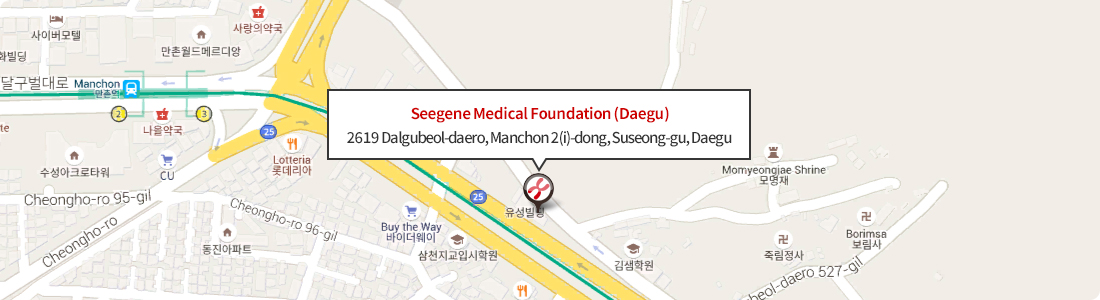 사이버모텔
사랑의약국
만촌월드메르디앙
화빌딩
달구벌대로
Manchon
만촌역
2
3
나을약국
25
Lotteria
롯데리아
수성아크로타워
CU
Cheongho-ro 95-gil
Cheongho-ro
Cheongho-ro 96-gil
동진아파트
Seegene Medical Foundation (Daegu)
2619 Dalgubeol-daero, Manchon 2(i)-dong, Suseong-gu, Daegu
25
유성빌딩
Buy the Way
바이더웨이
삼천지교입시학원
김샘학원
Momyeongjae Shrine
모명재
죽림정사
Borimsa
보림사
beol-daero 527-gil